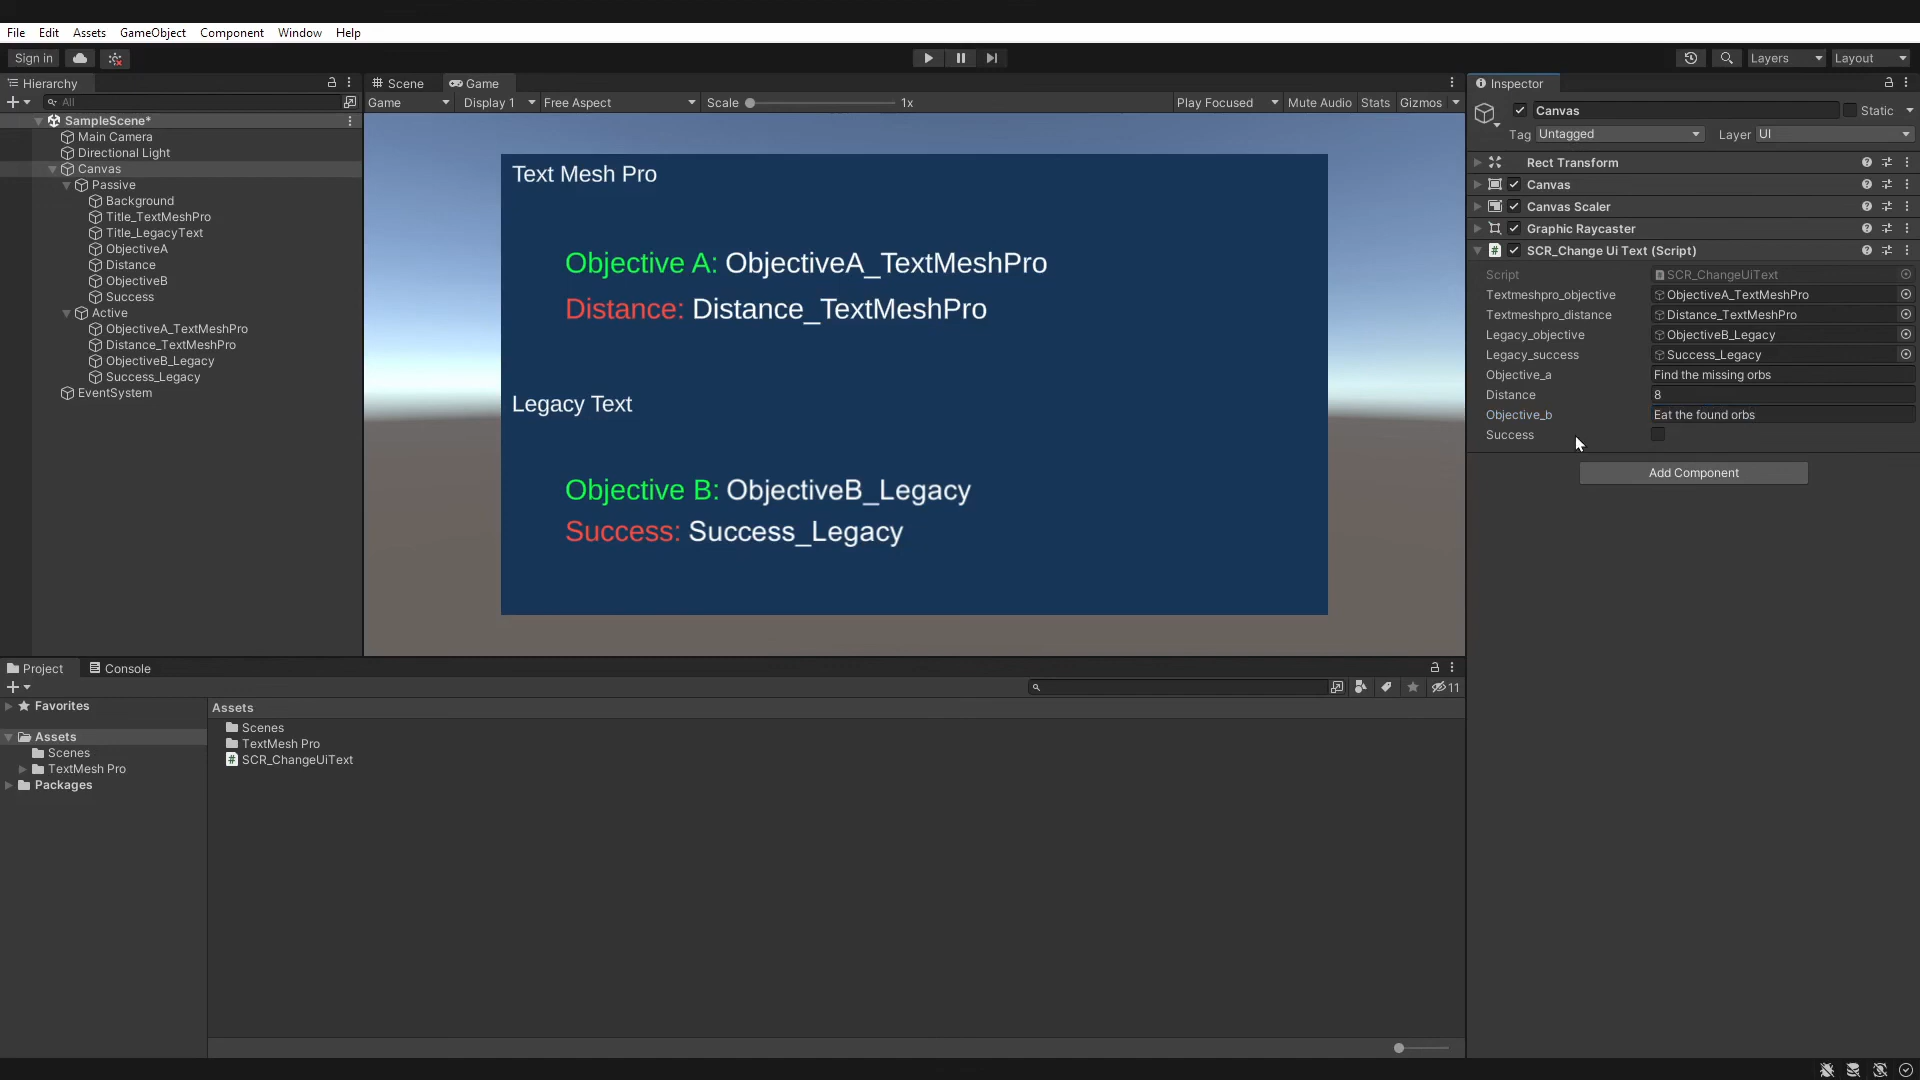 File Edit Assets GameObject Component Window Help
Sign in
Layers Layout
Hierarchy
All
SampleScene*
Main Camera
Directional Light
Canvas
Passive
Background
Title_TextMeshPro
Title_LegacyText
ObjectiveA
Distance
ObjectiveB
Success
Active
ObjectiveA_TextMeshPro
Distance_TextMeshPro
ObjectiveB_Legacy
Success_Legacy
EventSystem
Scene Game
Game Display 1 Free Aspect Scale 1x Play Focused Mute Audio Stats Gizmos
Text Mesh Pro
Objective A: ObjectiveA_TextMeshPro
Distance: Distance_TextMeshPro
Legacy Text
Objective B: ObjectiveB_Legacy
Success: Success_Legacy
Inspector
Canvas Static
Tag Untagged Layer UI
Rect Transform
Canvas
Canvas Scaler
Graphic Raycaster
# SCR_Change Ui Text (Script)
Script SCR_ChangeUiText
Textmeshpro_objective ObjectiveA_TextMeshPro
Textmeshpro_distance Distance_TextMeshPro
Legacy_objective ObjectiveB_Legacy
Legacy_success Success_Legacy
Objective_a Find the missing orbs
Distance 8
Objective_b Eat the found orbs
Success
Add Component
Project Console
11
Favorites
Assets
Scenes
TextMesh Pro
Packages
Assets
Scenes
TextMesh Pro
# SCR_ChangeUiText